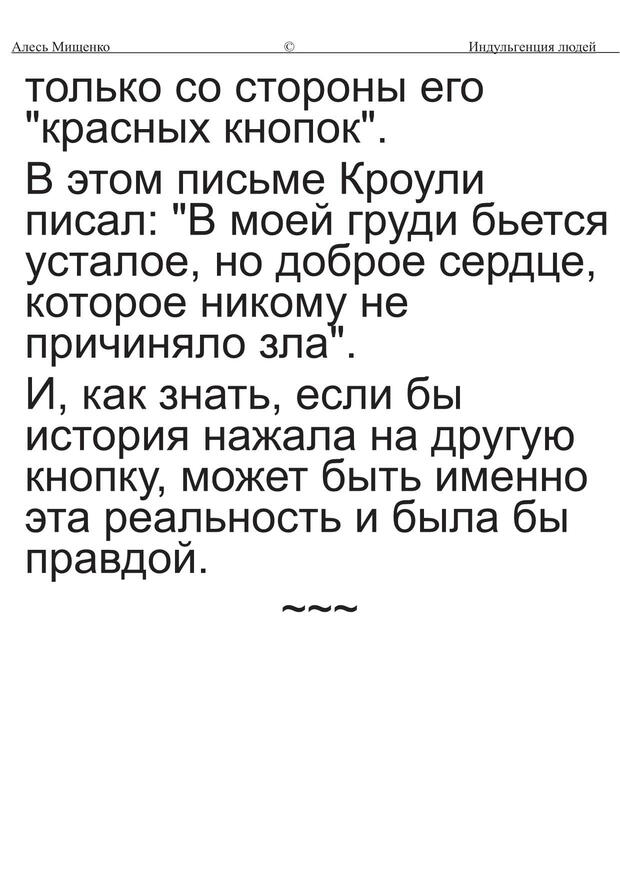 Алесь Мищенко © Индульгенция людей
только со стороны его
"красных кнопок".
В этом письме Кроули
писал: "В моей груди бьется
усталое, но доброе сердце,
которое никому не
причиняло зла".
И, как знать, если бы
история нажала на другую
кнопку, может быть именно
эта реальность и была бы
правдой.
~~~